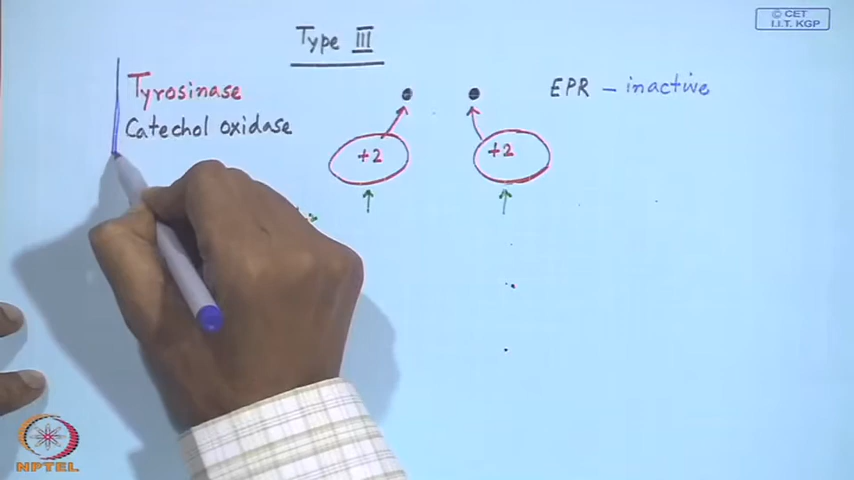 Type III
© CET
I.I.T. KGP
Tyrosinase
EPR – inactive
Catechol oxidase
+2
+2
NPTEL